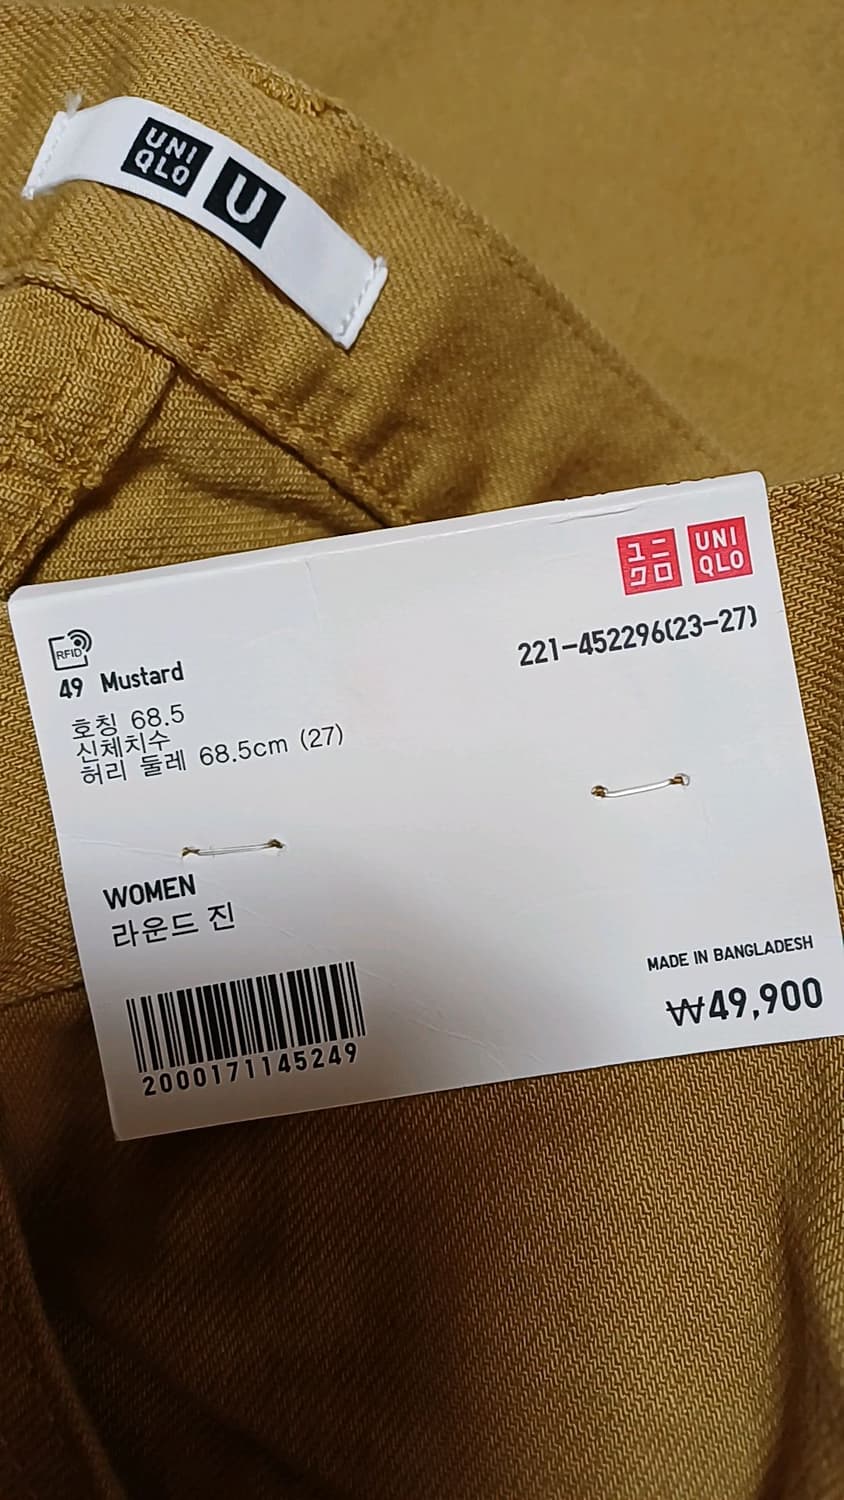 UNI
QLO
U
ユニ
クロ
UNI
QLO
221-452296(23-27)
RFID
49 Mustard
호칭 68.5
신체치수
허리 둘레 68.5cm (27)
WOMEN
라운드 진
MADE IN BANGLADESH
₩49,900
2000171145249